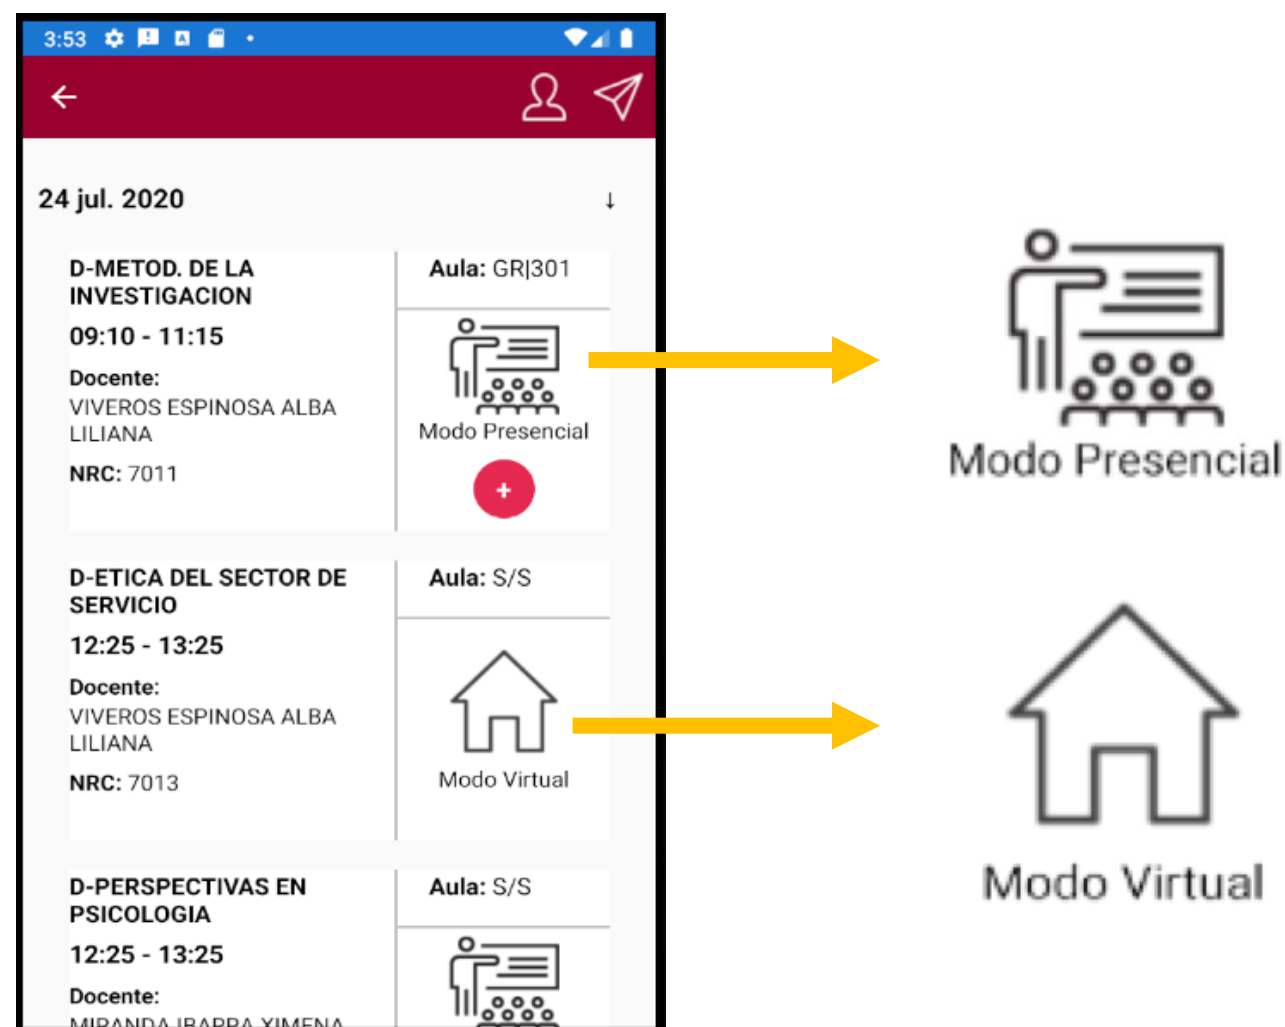 3:53
24 jul. 2020 ↓
D-METOD. DE LA
INVESTIGACION
09:10 - 11:15
Docente:
VIVEROS ESPINOSA ALBA
LILIANA
NRC: 7011
Aula: GR|301
Modo Presencial
+
D-ETICA DEL SECTOR DE
SERVICIO
12:25 - 13:25
Docente:
VIVEROS ESPINOSA ALBA
LILIANA
NRC: 7013
Aula: S/S
Modo Virtual
D-PERSPECTIVAS EN
PSICOLOGIA
12:25 - 13:25
Docente:
MIRANDA IBARRA XIMENA
Aula: S/S
Modo Presencial
Modo Virtual